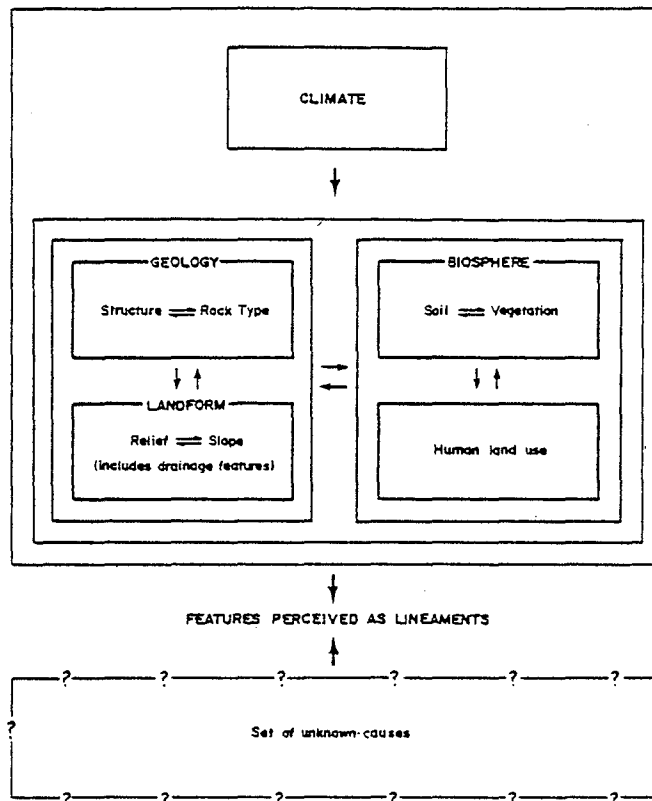 CLIMATE
GEOLOGY
Structure ⇌ Rock Type
LANDFORM
Relief ⇌ Slope
(includes drainage features)
BIOSPHERE
Soil ⇌ Vegetation
Human land use
FEATURES PERCEIVED AS LINEAMENTS
? ? ? ? ? ?
?
Set of unknown-causes
? ? ? ? ? ?